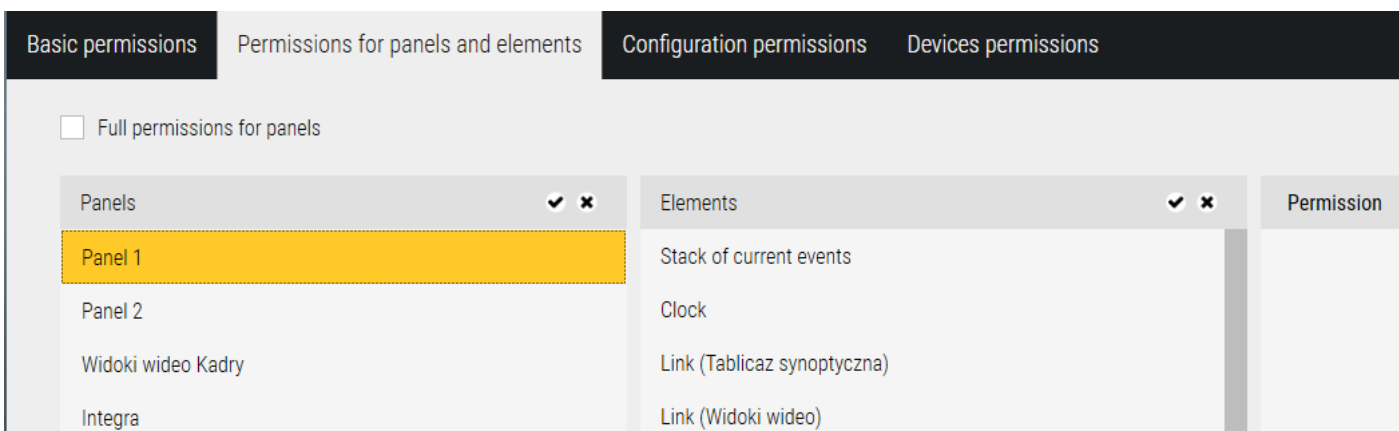 Basic permissions Permissions for panels and elements Configuration permissions Devices permissions
Full permissions for panels
Panels Elements Permission
Panel 1 Stack of current events
Panel 2 Clock
Widoki wideo Kadry Link (Tablicaz synoptyczna)
Integra Link (Widoki wideo)